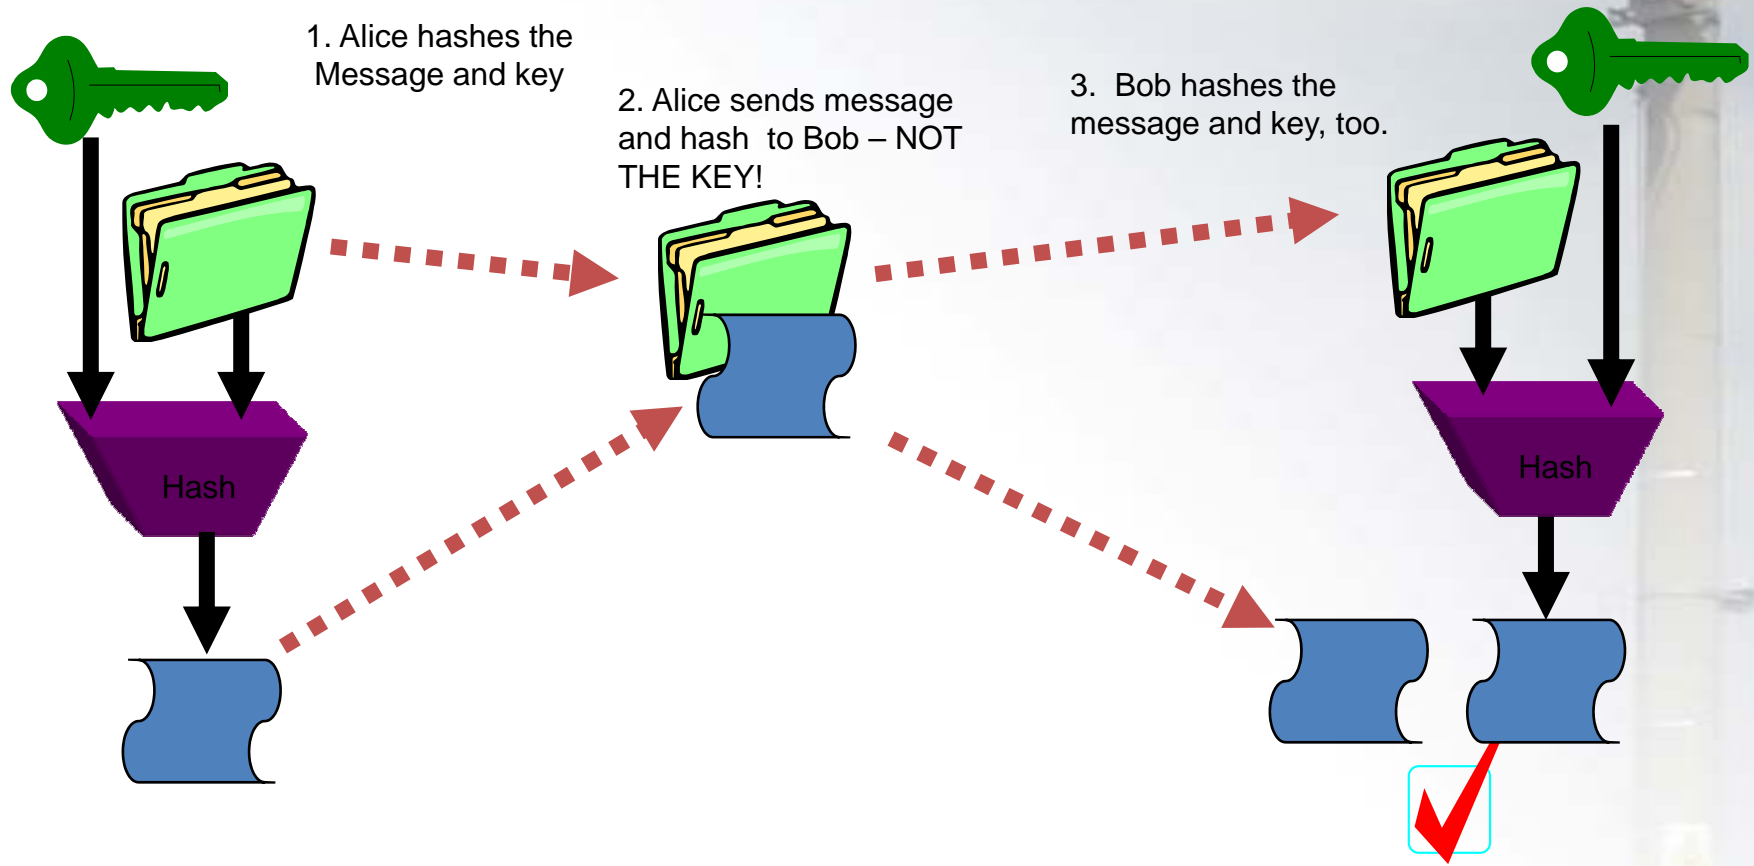 1. Alice hashes the
Message and key
2. Alice sends message
and hash to Bob – NOT
THE KEY!
3. Bob hashes the
message and key, too.
Hash
Hash